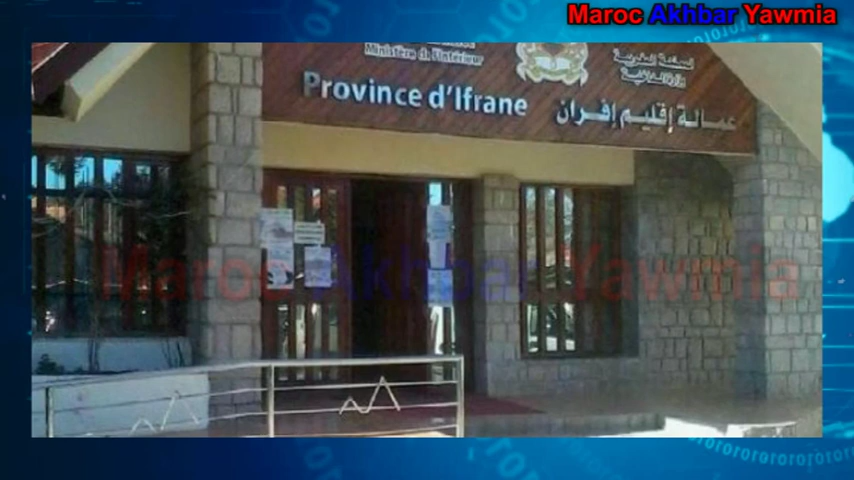 Maroc Akhbar Yawmia
المملكة المغربية
وزارة الداخلية
Ministère de l'Intérieur
Province d'Ifrane
عمالة إقليم إفران
Maroc Akhbar Yawmia